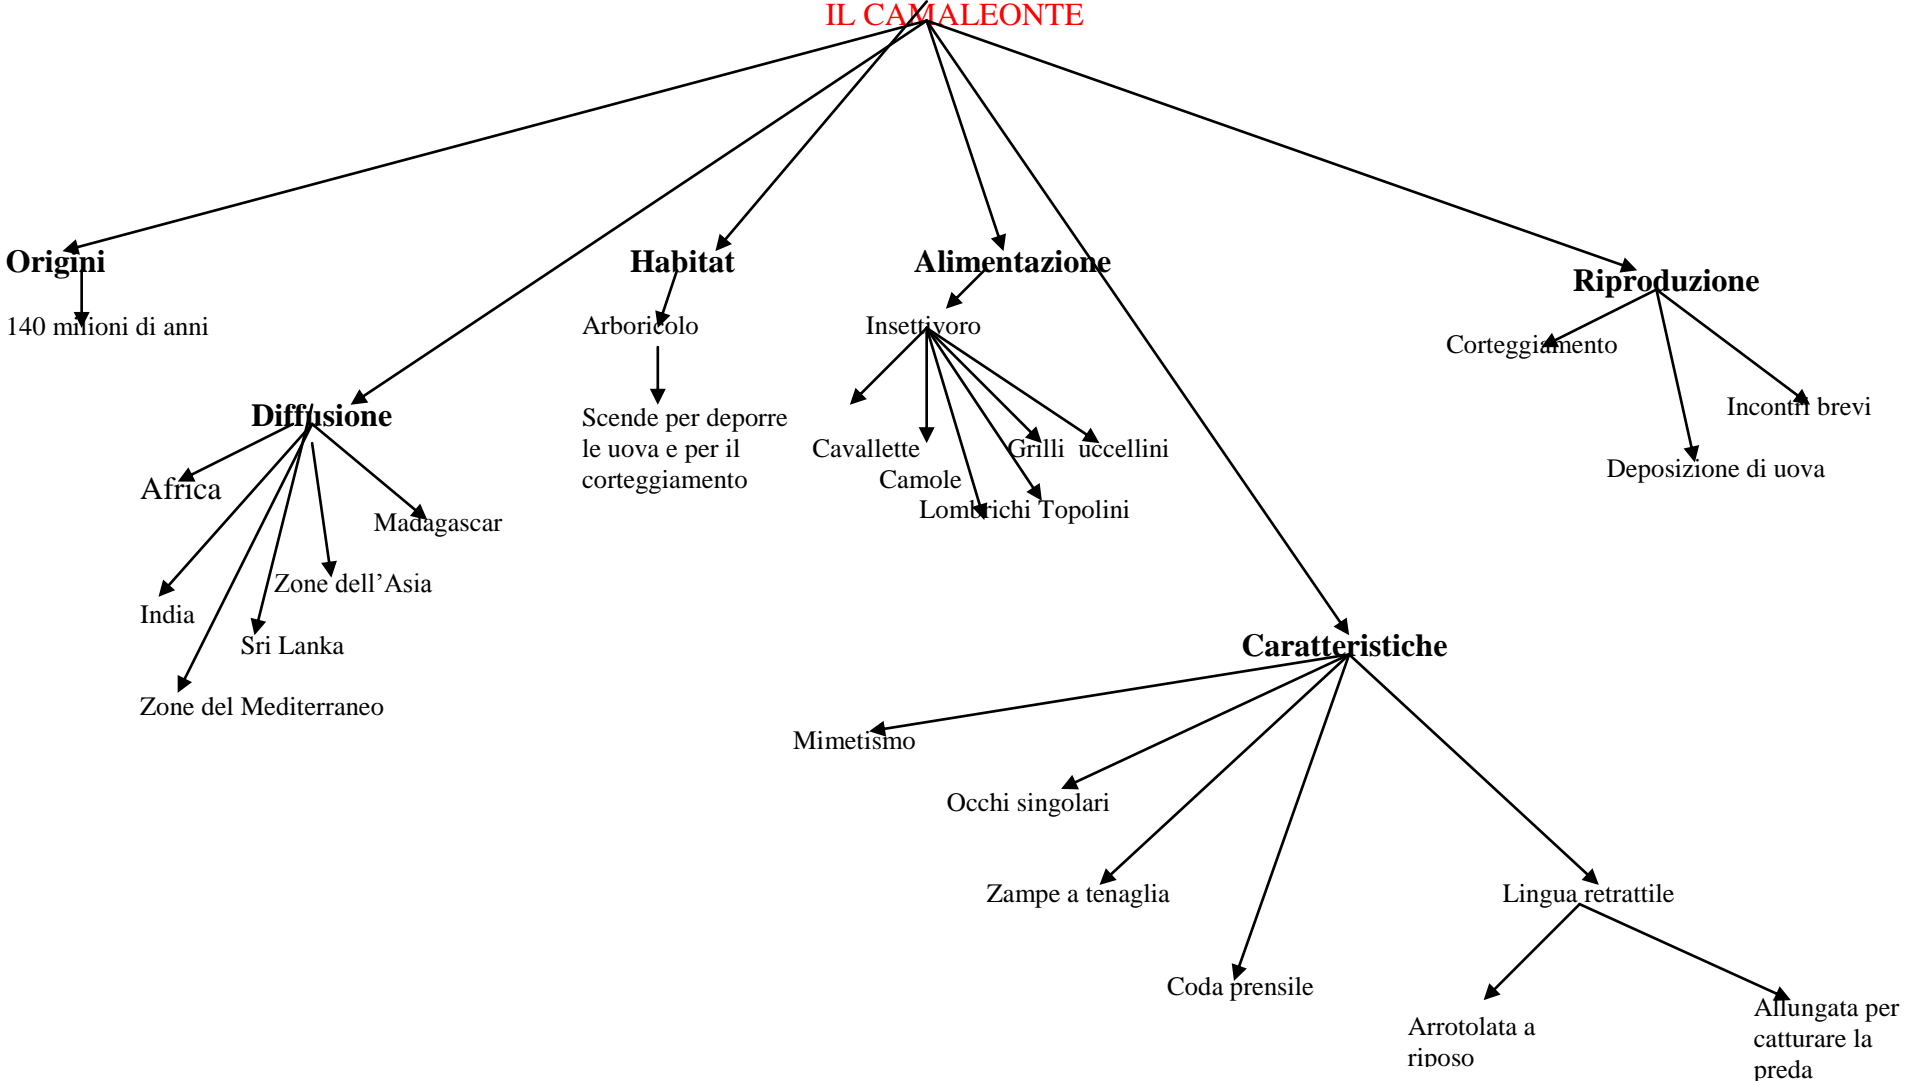 IL CAMALEONTE
Origini
Habitat
Alimentazione
Riproduzione
140 milioni di anni
Arboricolo
Insettivoro
Corteggiamento
Incontri brevi
Diffusione
Scende per deporre
le uova e per il
corteggiamento
Cavallette
Grilli uccellini
Camole
Lombrichi Topolini
Deposizione di uova
Africa
Madagascar
Zone dell’Asia
India
Sri Lanka
Zone del Mediterraneo
Caratteristiche
Mimetismo
Occhi singolari
Zampe a tenaglia
Lingua retrattile
Coda prensile
Arrotolata a
riposo
Allungata per
catturare la
preda